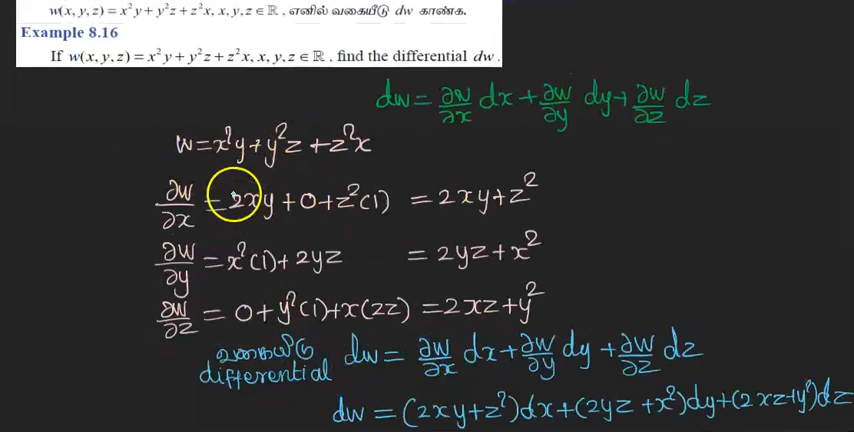 w(x, y, z) = x²y + y²z + z²x, x, y, z ∈ ℝ, எனில் வகையீடு dw காண்க.
Example 8.16
If w(x, y, z) = x²y + y²z + z²x, x, y, z ∈ ℝ, find the differential dw.
dw = ∂w/∂x dx + ∂w/∂y dy + ∂w/∂z dz
w = x²y + y²z + z²x
∂w/∂x = 2xy + 0 + z²(1) = 2xy + z²
∂w/∂y = x²(1) + 2yz = 2yz + x²
∂w/∂z = 0 + y²(1) + x(2z) = 2xz + y²
வகையீடு
differential dw = ∂w/∂x dx + ∂w/∂y dy + ∂w/∂z dz
dw = (2xy + z²)dx + (2yz + x²)dy + (2xz + y²)dz